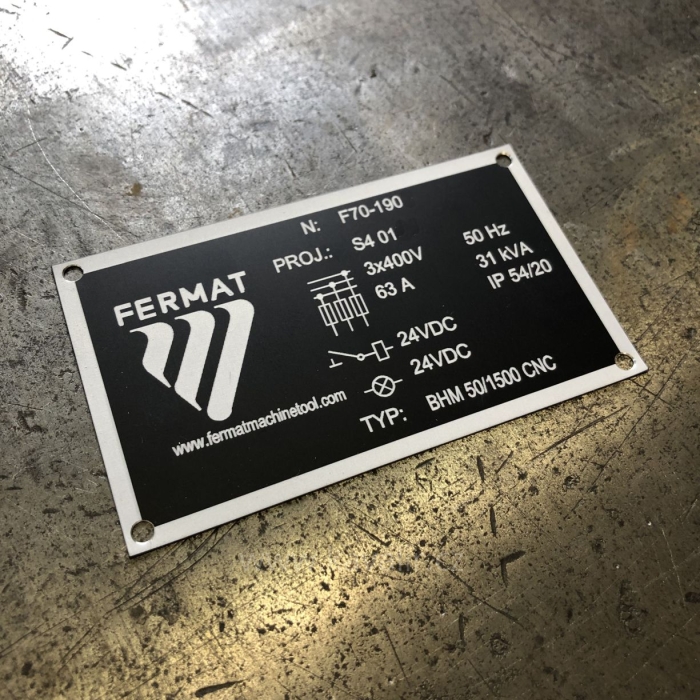 N: F70-190
PROJ.: S4 01
3x400V 50 Hz
63 A 31 kVA
IP 54/20
FERMAT
24VDC
24VDC
www.fermatmachinetool.com
TYP: BHM 50/1500 CNC